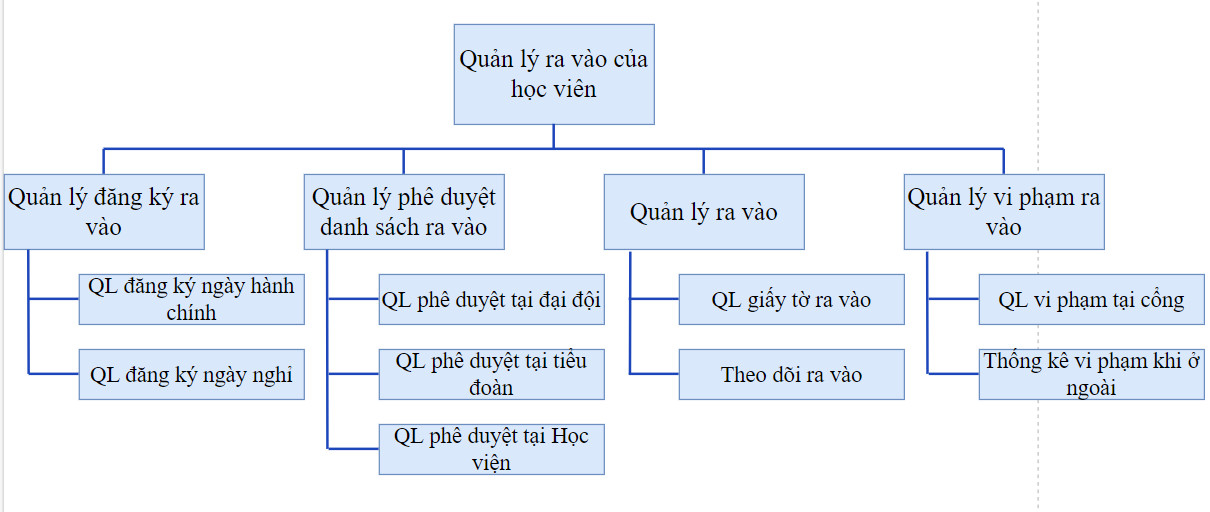 Quản lý ra vào của
học viên
Quản lý đăng ký ra
vào
Quản lý phê duyệt
danh sách ra vào
Quản lý ra vào
Quản lý vi phạm ra
vào
QL đăng ký ngày hành
chính
QL đăng ký ngày nghỉ
QL phê duyệt tại đại đội
QL phê duyệt tại tiểu
đoàn
QL phê duyệt tại Học
viện
QL giấy tờ ra vào
Theo dõi ra vào
QL vi phạm tại cổng
Thống kê vi phạm khi ở
ngoài